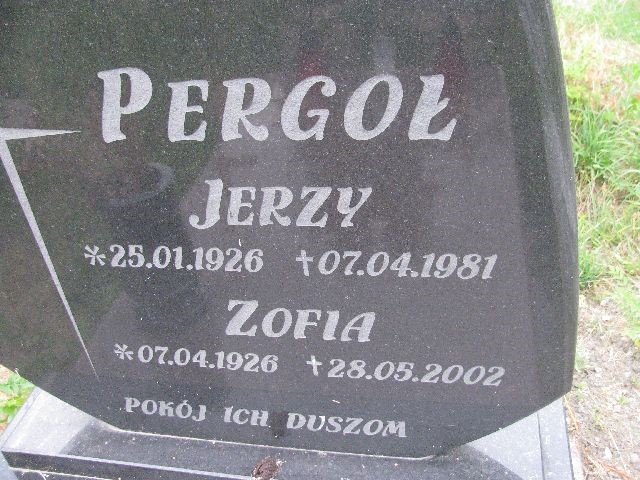 PERGOŁ
JERZY
*25.01.1926 †07.04.1981
ZOFIA
*07.04.1926 †28.05.2002
POKÓJ ICH DUSZOM